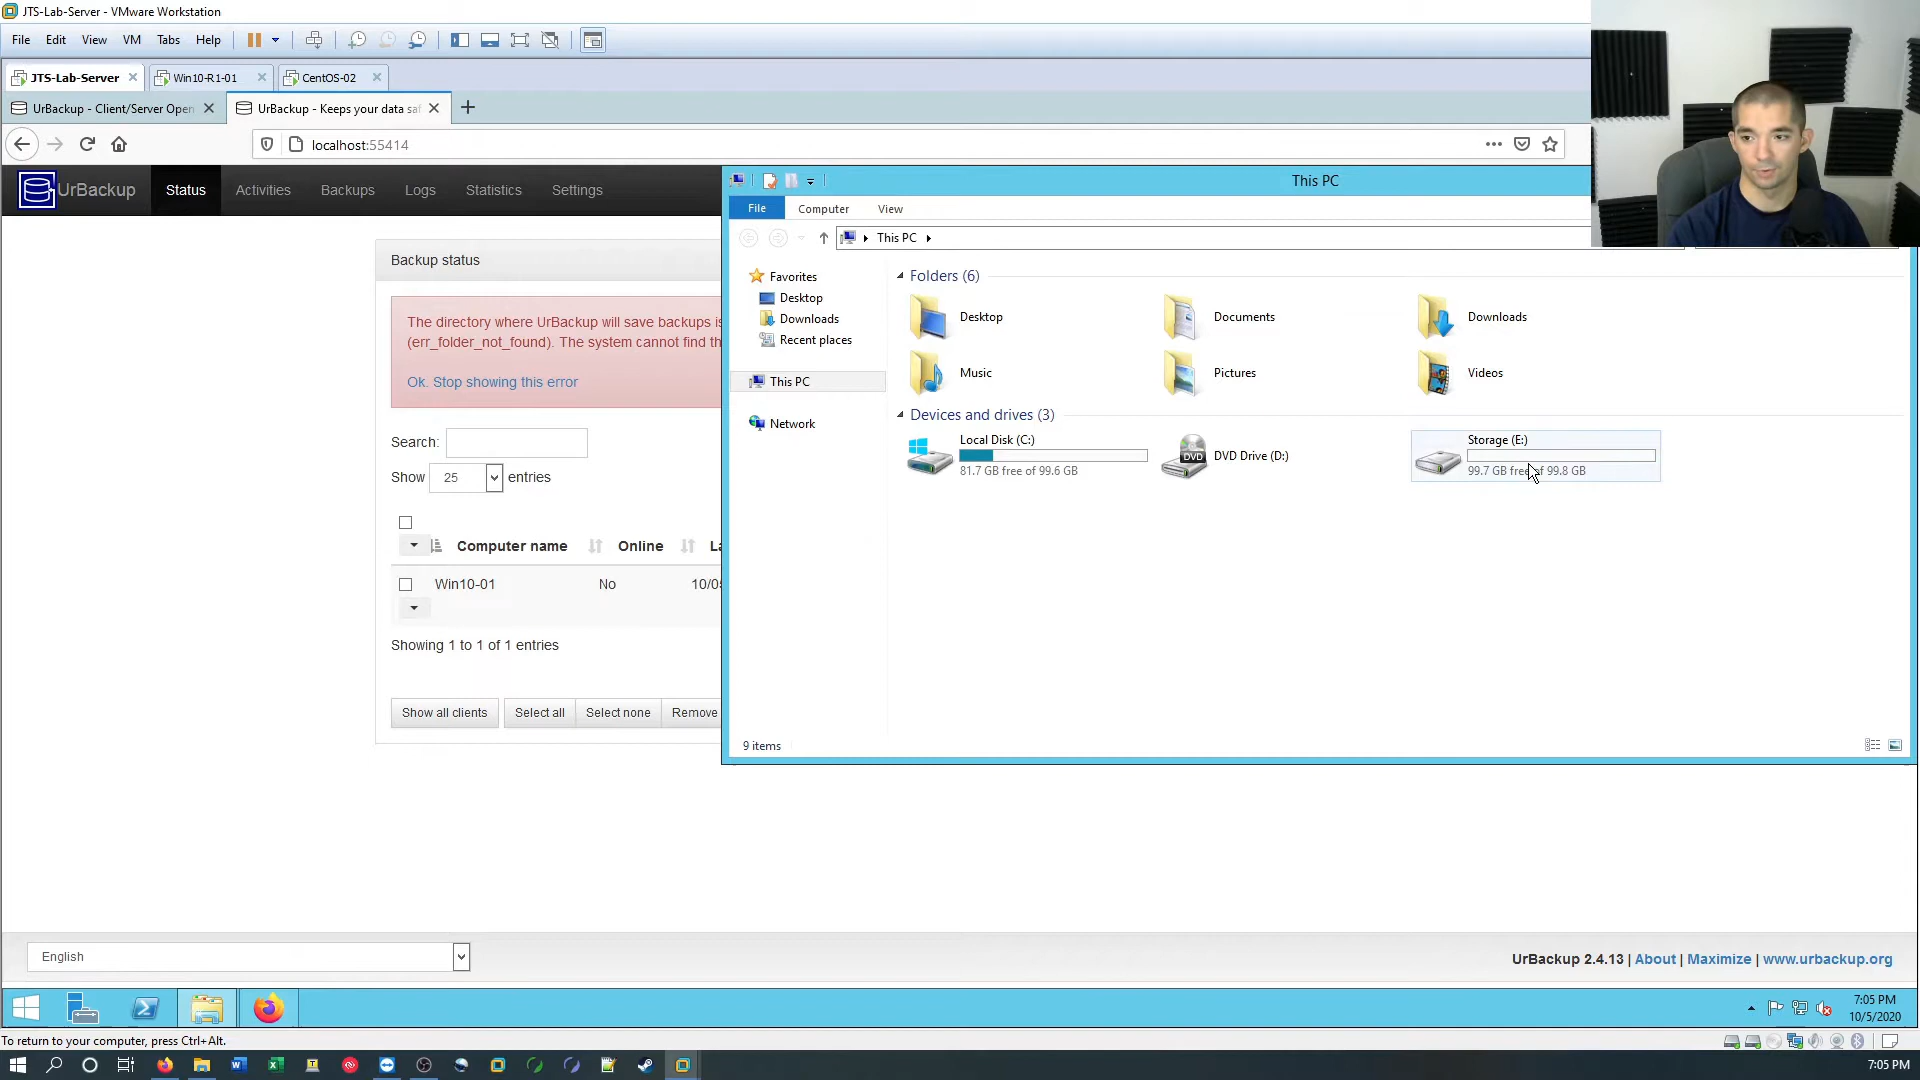 JTS-Lab-Server - VMware Workstation
File Edit View VM Tabs Help
JTS-Lab-Server Win10-R1-01 CentOS-02
UrBackup - Client/Server Open UrBackup - Keeps your data saf
localhost:55414
UrBackup Status Activities Backups Logs Statistics Settings
This PC
File Computer View
This PC
Backup status
The directory where UrBackup will save backups is
(err_folder_not_found). The system cannot find th
Ok. Stop showing this error
Search:
Show 25 entries
Computer name Online La
Win10-01 No 10/05
Showing 1 to 1 of 1 entries
Show all clients Select all Select none Remove
Favorites
Desktop
Downloads
Recent places
This PC
Network
Folders (6)
Desktop Documents Downloads
Music Pictures Videos
Devices and drives (3)
Local Disk (C:)
81.7 GB free of 99.6 GB
DVD Drive (D:)
DVD
Storage (E:)
99.7 GB free of 99.8 GB
9 items
English
UrBackup 2.4.13 | About | Maximize | www.urbackup.org
7:05 PM
10/5/2020
To return to your computer, press Ctrl+Alt.
7:05 PM